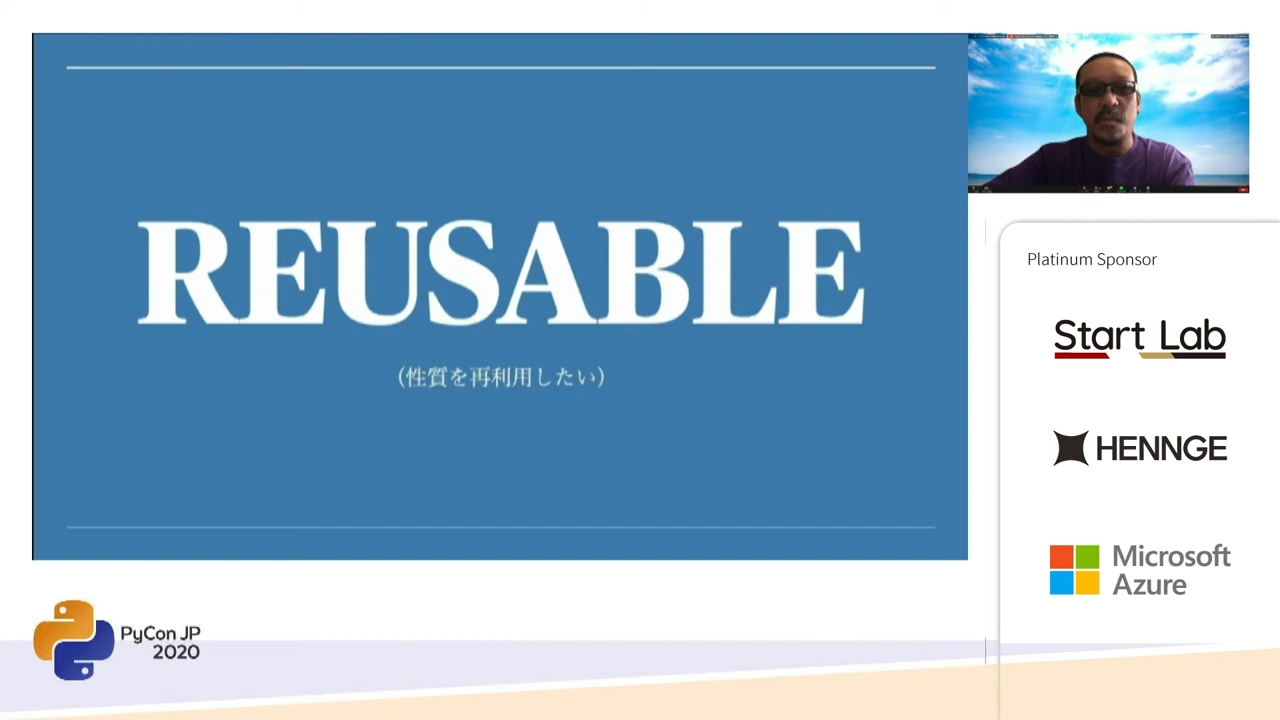 REUSABLE
（性質を再利用したい）
Platinum Sponsor
Start Lab
HENNGE
Microsoft
Azure
PyCon JP
2020